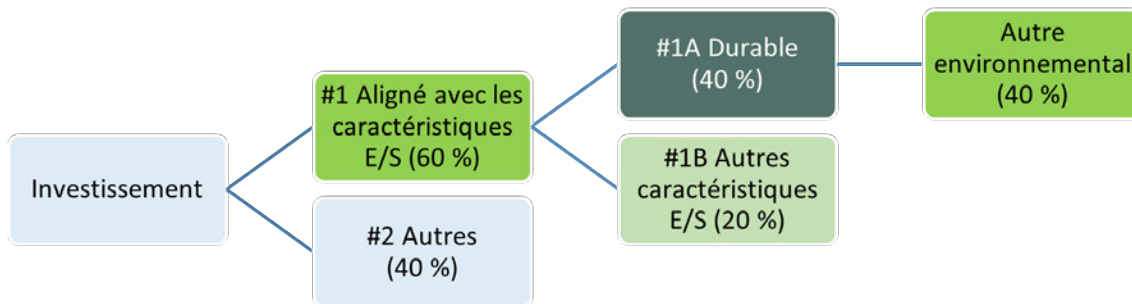 Investissement
#1 Aligné avec les
caractéristiques
E/S (60 %)
#2 Autres
(40 %)
#1A Durable
(40 %)
#1B Autres
caractéristiques
E/S (20 %)
Autre
environnemental
(40 %)